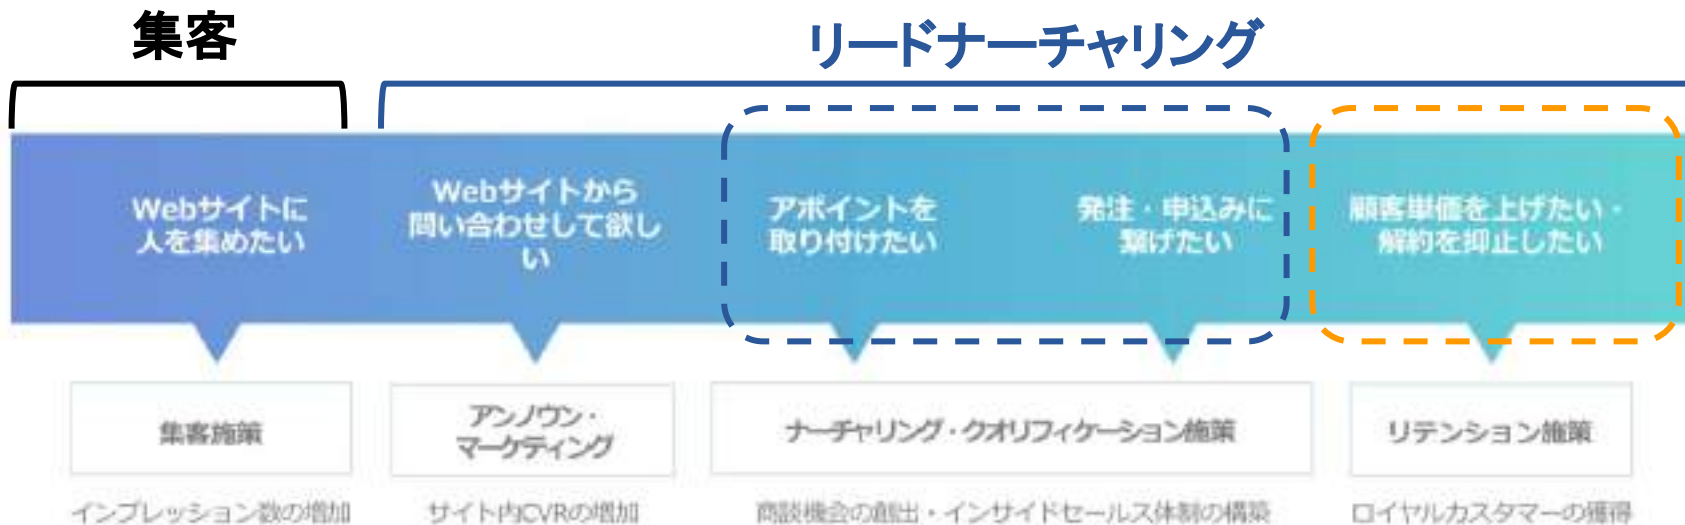 集客
リードナーチャリング
Webサイトに
人を集めたい
Webサイトから
問い合わせして欲し
い
アポイントを
取り付けたい
発注・申込みに
繋げたい
顧客単価を上げたい・
解約を抑止したい
集客施策
アンノウン・
マーケティング
ナーチャリング・クオリフィケーション施策
リテンション施策
インプレッション数の増加
サイト内CVRの増加
商談機会の創出・インサイドセールス体制の構築
ロイヤルカスタマーの獲得